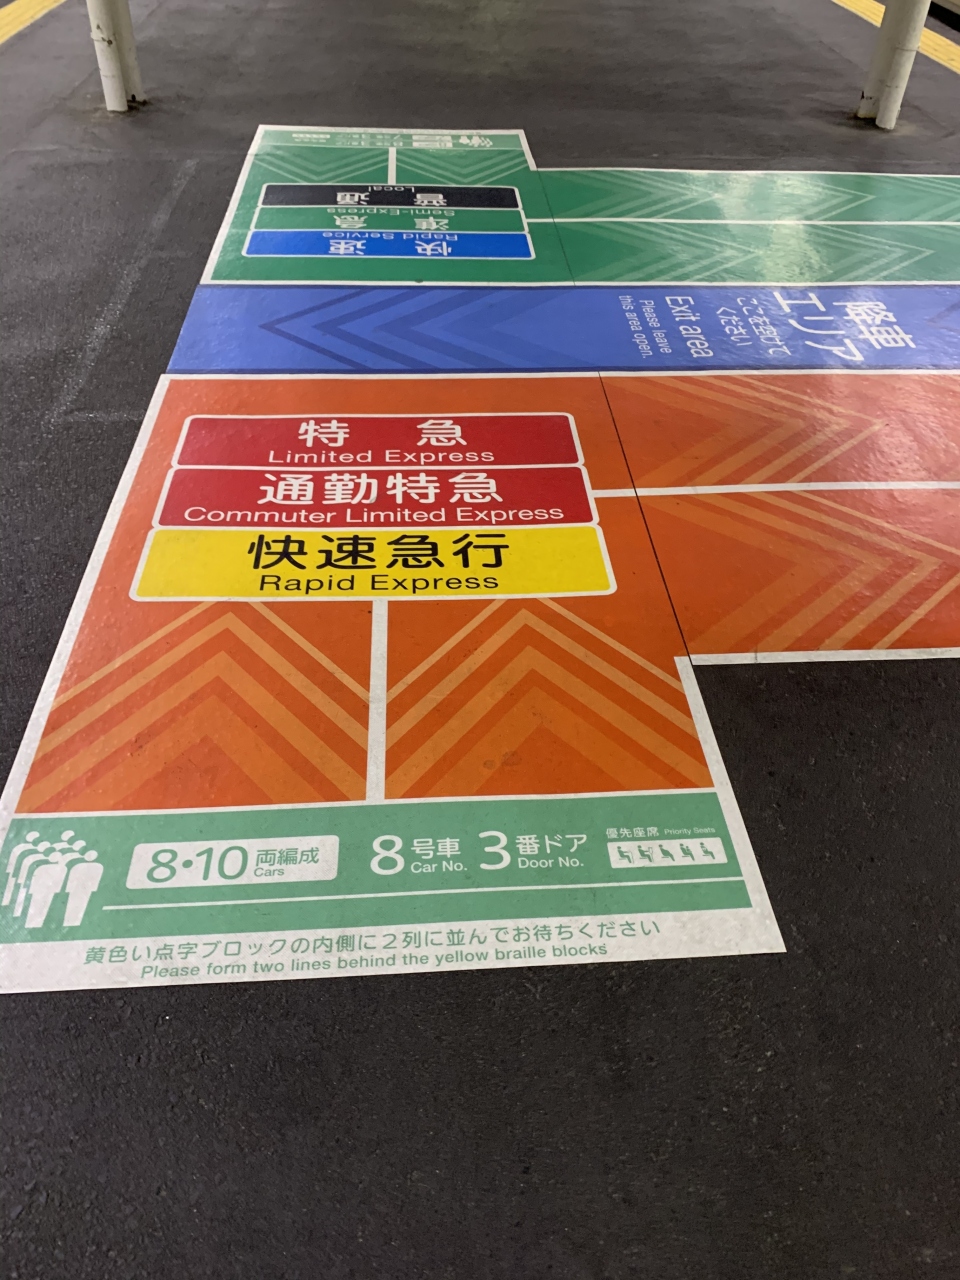 普通
Local
準急
Semi-Express
快速
Rapid Service
降車
エリア
ここを空けて
ください
Exit area
Please leave
this area open.
特急
Limited Express
通勤特急
Commuter Limited Express
快速急行
Rapid Express
8・10 両編成
Cars
8 号車
Car No.
3 番ドア
Door No.
優先座席 Priority Seats
黄色い点字ブロックの内側に2列に並んでお待ちください
Please form two lines behind the yellow braille blocks